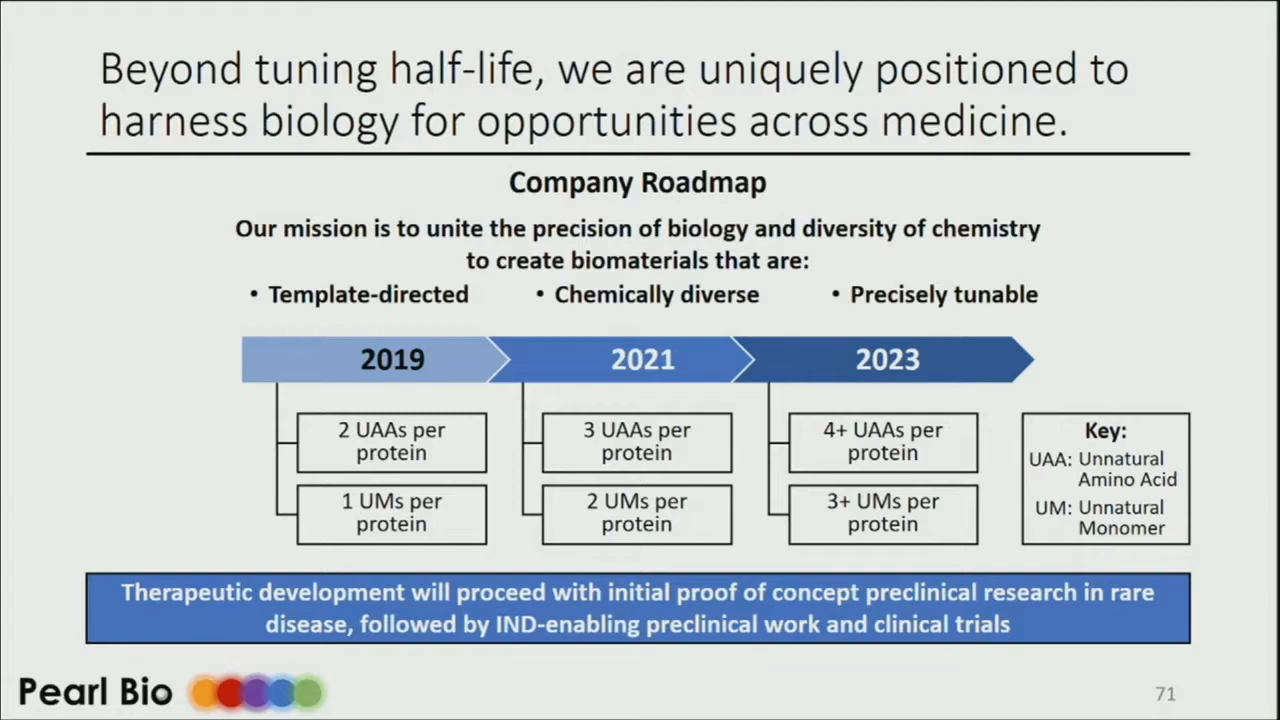 Beyond tuning half-life, we are uniquely positioned to
harness biology for opportunities across medicine.
Company Roadmap
Our mission is to unite the precision of biology and diversity of chemistry
to create biomaterials that are:
• Template-directed • Chemically diverse • Precisely tunable
2019 2021 2023
2 UAAs per
protein
3 UAAs per
protein
4+ UAAs per
protein
1 UMs per
protein
2 UMs per
protein
3+ UMs per
protein
Key:
UAA: Unnatural
Amino Acid
UM: Unnatural
Monomer
Therapeutic development will proceed with initial proof of concept preclinical research in rare
disease, followed by IND-enabling preclinical work and clinical trials
Pearl Bio
71